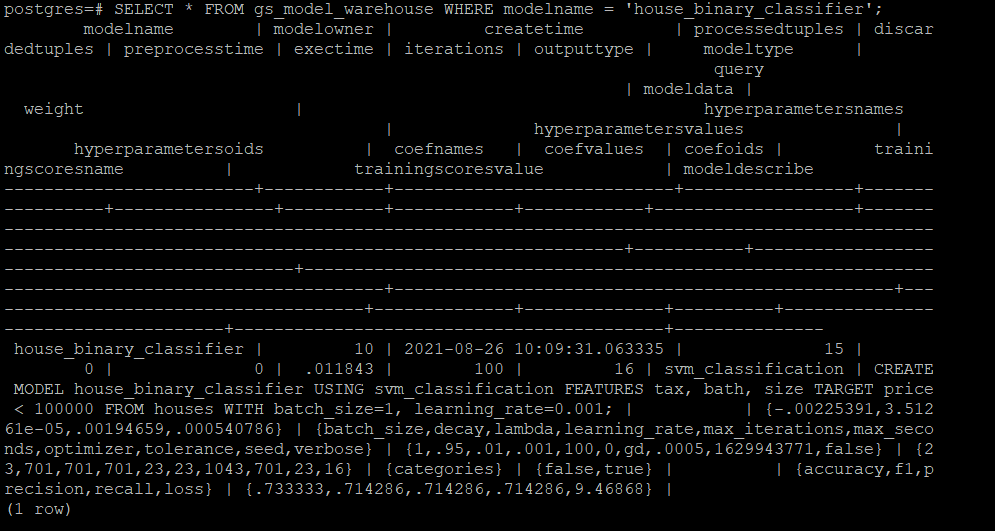 postgres=# SELECT * FROM gs_model_warehouse WHERE modelname = 'house_binary_classifier';
modelname | modelowner | createtime | processedtuples | discar
dedtuples | preprocesstime | exectime | iterations | outputtype | modeltype |
query
| modeldata |
weight | hyperparametersnames
| hyperparametersvalues |
hyperparametersoids | coefnames | coefvalues | coefoids | traini
ngscoresname | trainingscoresvalue | modeldescribe
-------------------------+------------+----------------------------+-----------------+-------
----------+----------------+----------+------------+------------+--------------------+-------
---------------------------------------------------------------------------------------------
--------------------------------------------------------------+-----------+------------------
-----------------------------+---------------------------------------------------------------
--------------------------------------+--------------------------------------------------+---
------------------------------------+--------------+--------------+----------+---------------
----------------------+-------------------------------------------+---------------
house_binary_classifier | 10 | 2021-08-26 10:09:31.063335 | 15 |
0 | 0 | .011843 | 100 | 16 | svm_classification | CREATE
MODEL house_binary_classifier USING svm_classification FEATURES tax, bath, size TARGET price
< 100000 FROM houses WITH batch_size=1, learning_rate=0.001; | | {-.00225391,3.512
61e-05,.00194659,.000540786} | {batch_size,decay,lambda,learning_rate,max_iterations,max_seco
nds,optimizer,tolerance,seed,verbose} | {1,.95,.01,.001,100,0,gd,.0005,1629943771,false} | {2
3,701,701,701,23,23,1043,701,23,16} | {categories} | {false,true} | | {accuracy,f1,p
recision,recall,loss} | {.733333,.714286,.714286,.714286,9.46868} |
(1 row)